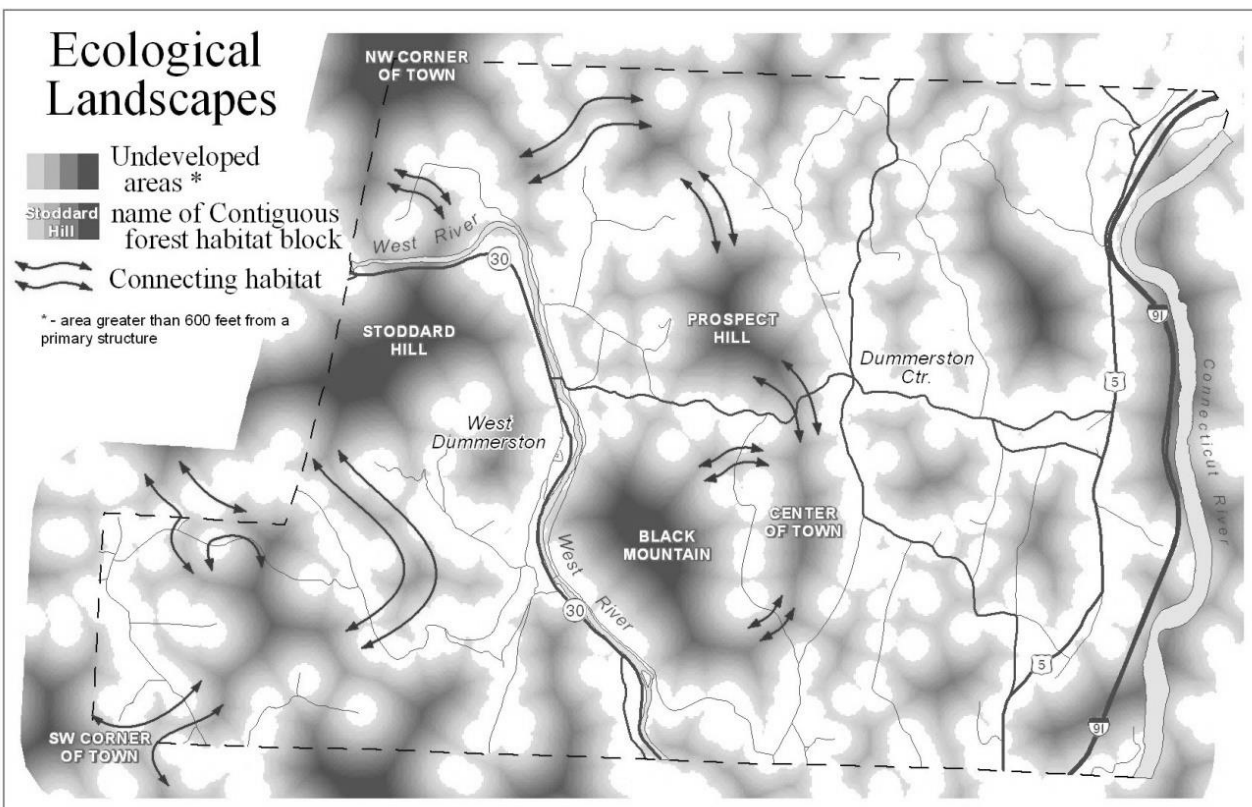 Ecological
Landscapes
Undeveloped
areas *
Stoddard
Hill
name of Contiguous
forest habitat block
Connecting habitat
* - area greater than 600 feet from a
primary structure
NW CORNER
OF TOWN
West River
30
STODDARD
HILL
PROSPECT
HILL
Dummerston
Ctr.
91
5
Connecticut River
West
Dummerston
BLACK
MOUNTAIN
CENTER
OF TOWN
West River
30
5
91
SW CORNER
OF TOWN